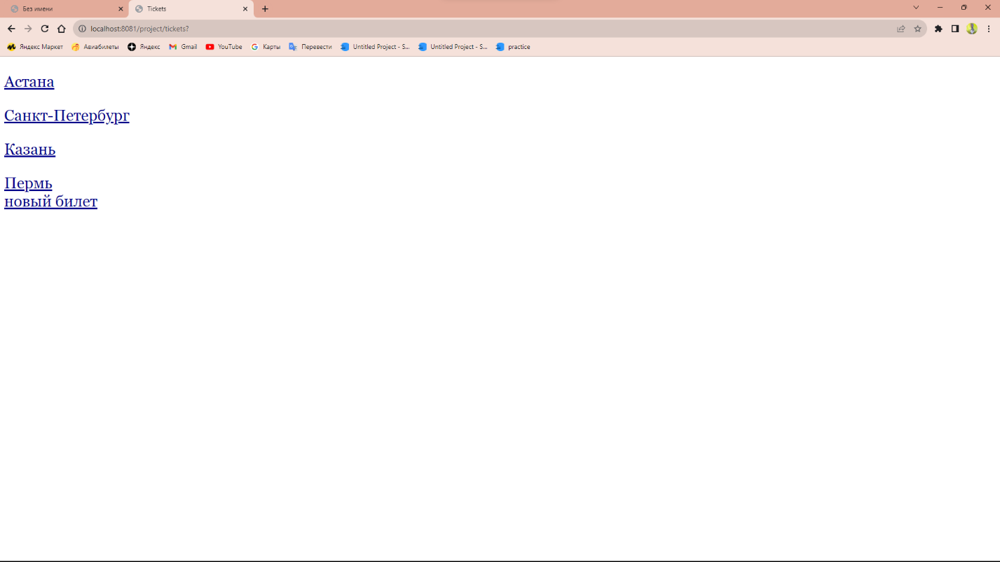 Без имени
Tickets
localhost:8081/project/tickets?
Яндекс Маркет
Авиабилеты
Яндекс
Gmail
YouTube
Карты
Перевести
Untitled Project - S...
Untitled Project - S...
practice
Астана
Санкт-Петербург
Казань
Пермь
новый билет